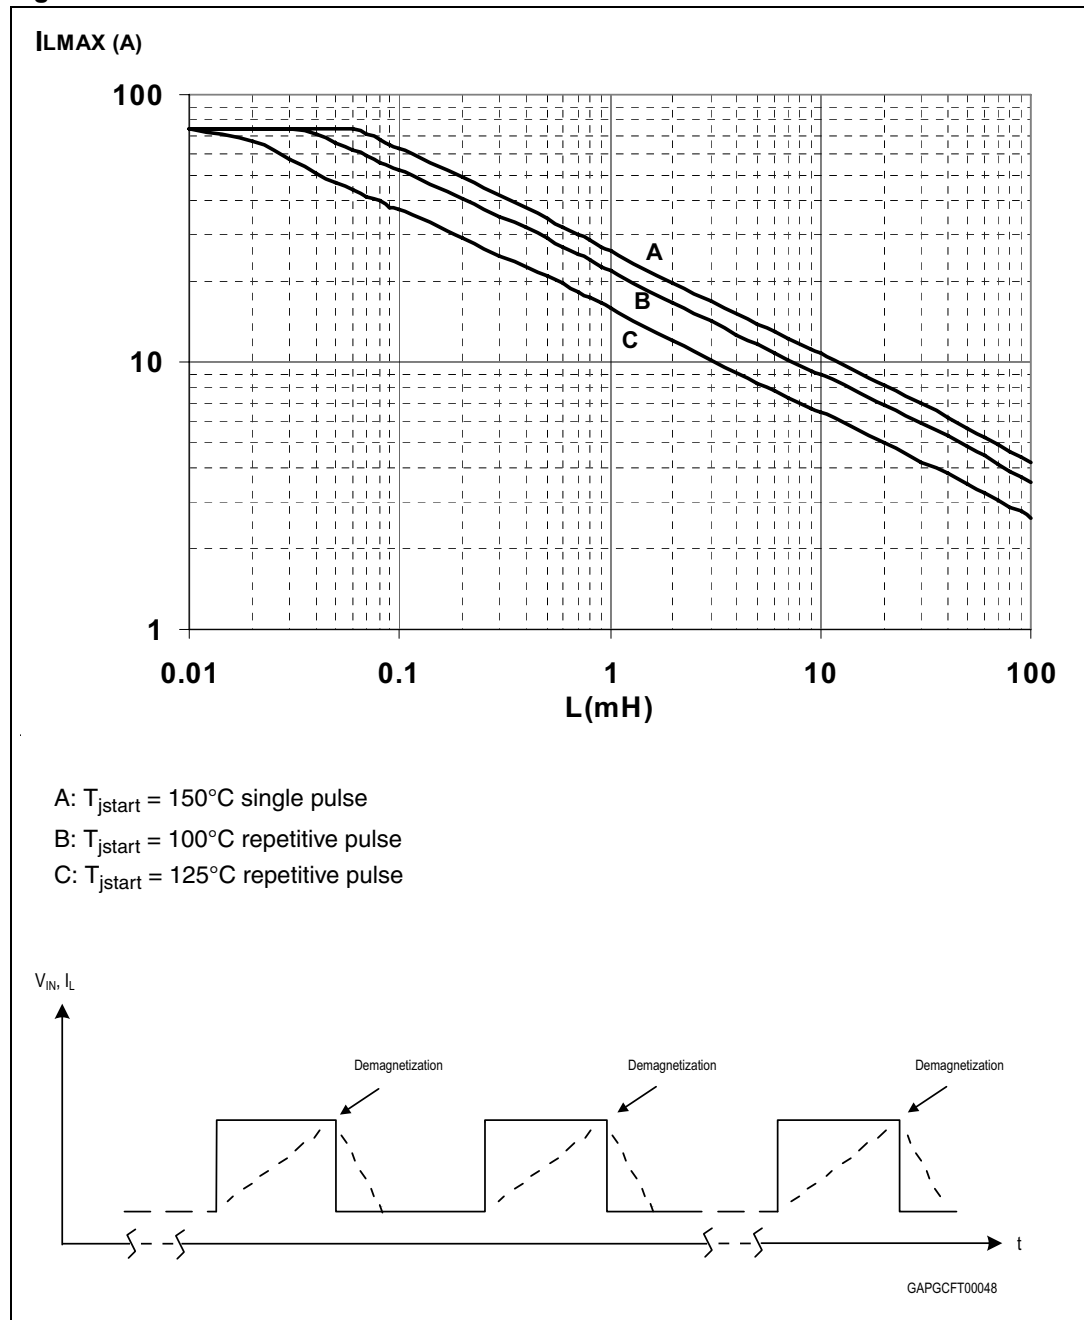 ILMAX (A)
100
10
1
A
B
C
0.01 0.1 1 10 100
L(mH)
A: Tjstart = 150°C single pulse
B: Tjstart = 100°C repetitive pulse
C: Tjstart = 125°C repetitive pulse
VIN, IL
Demagnetization Demagnetization Demagnetization
t
GAPGCFT00048